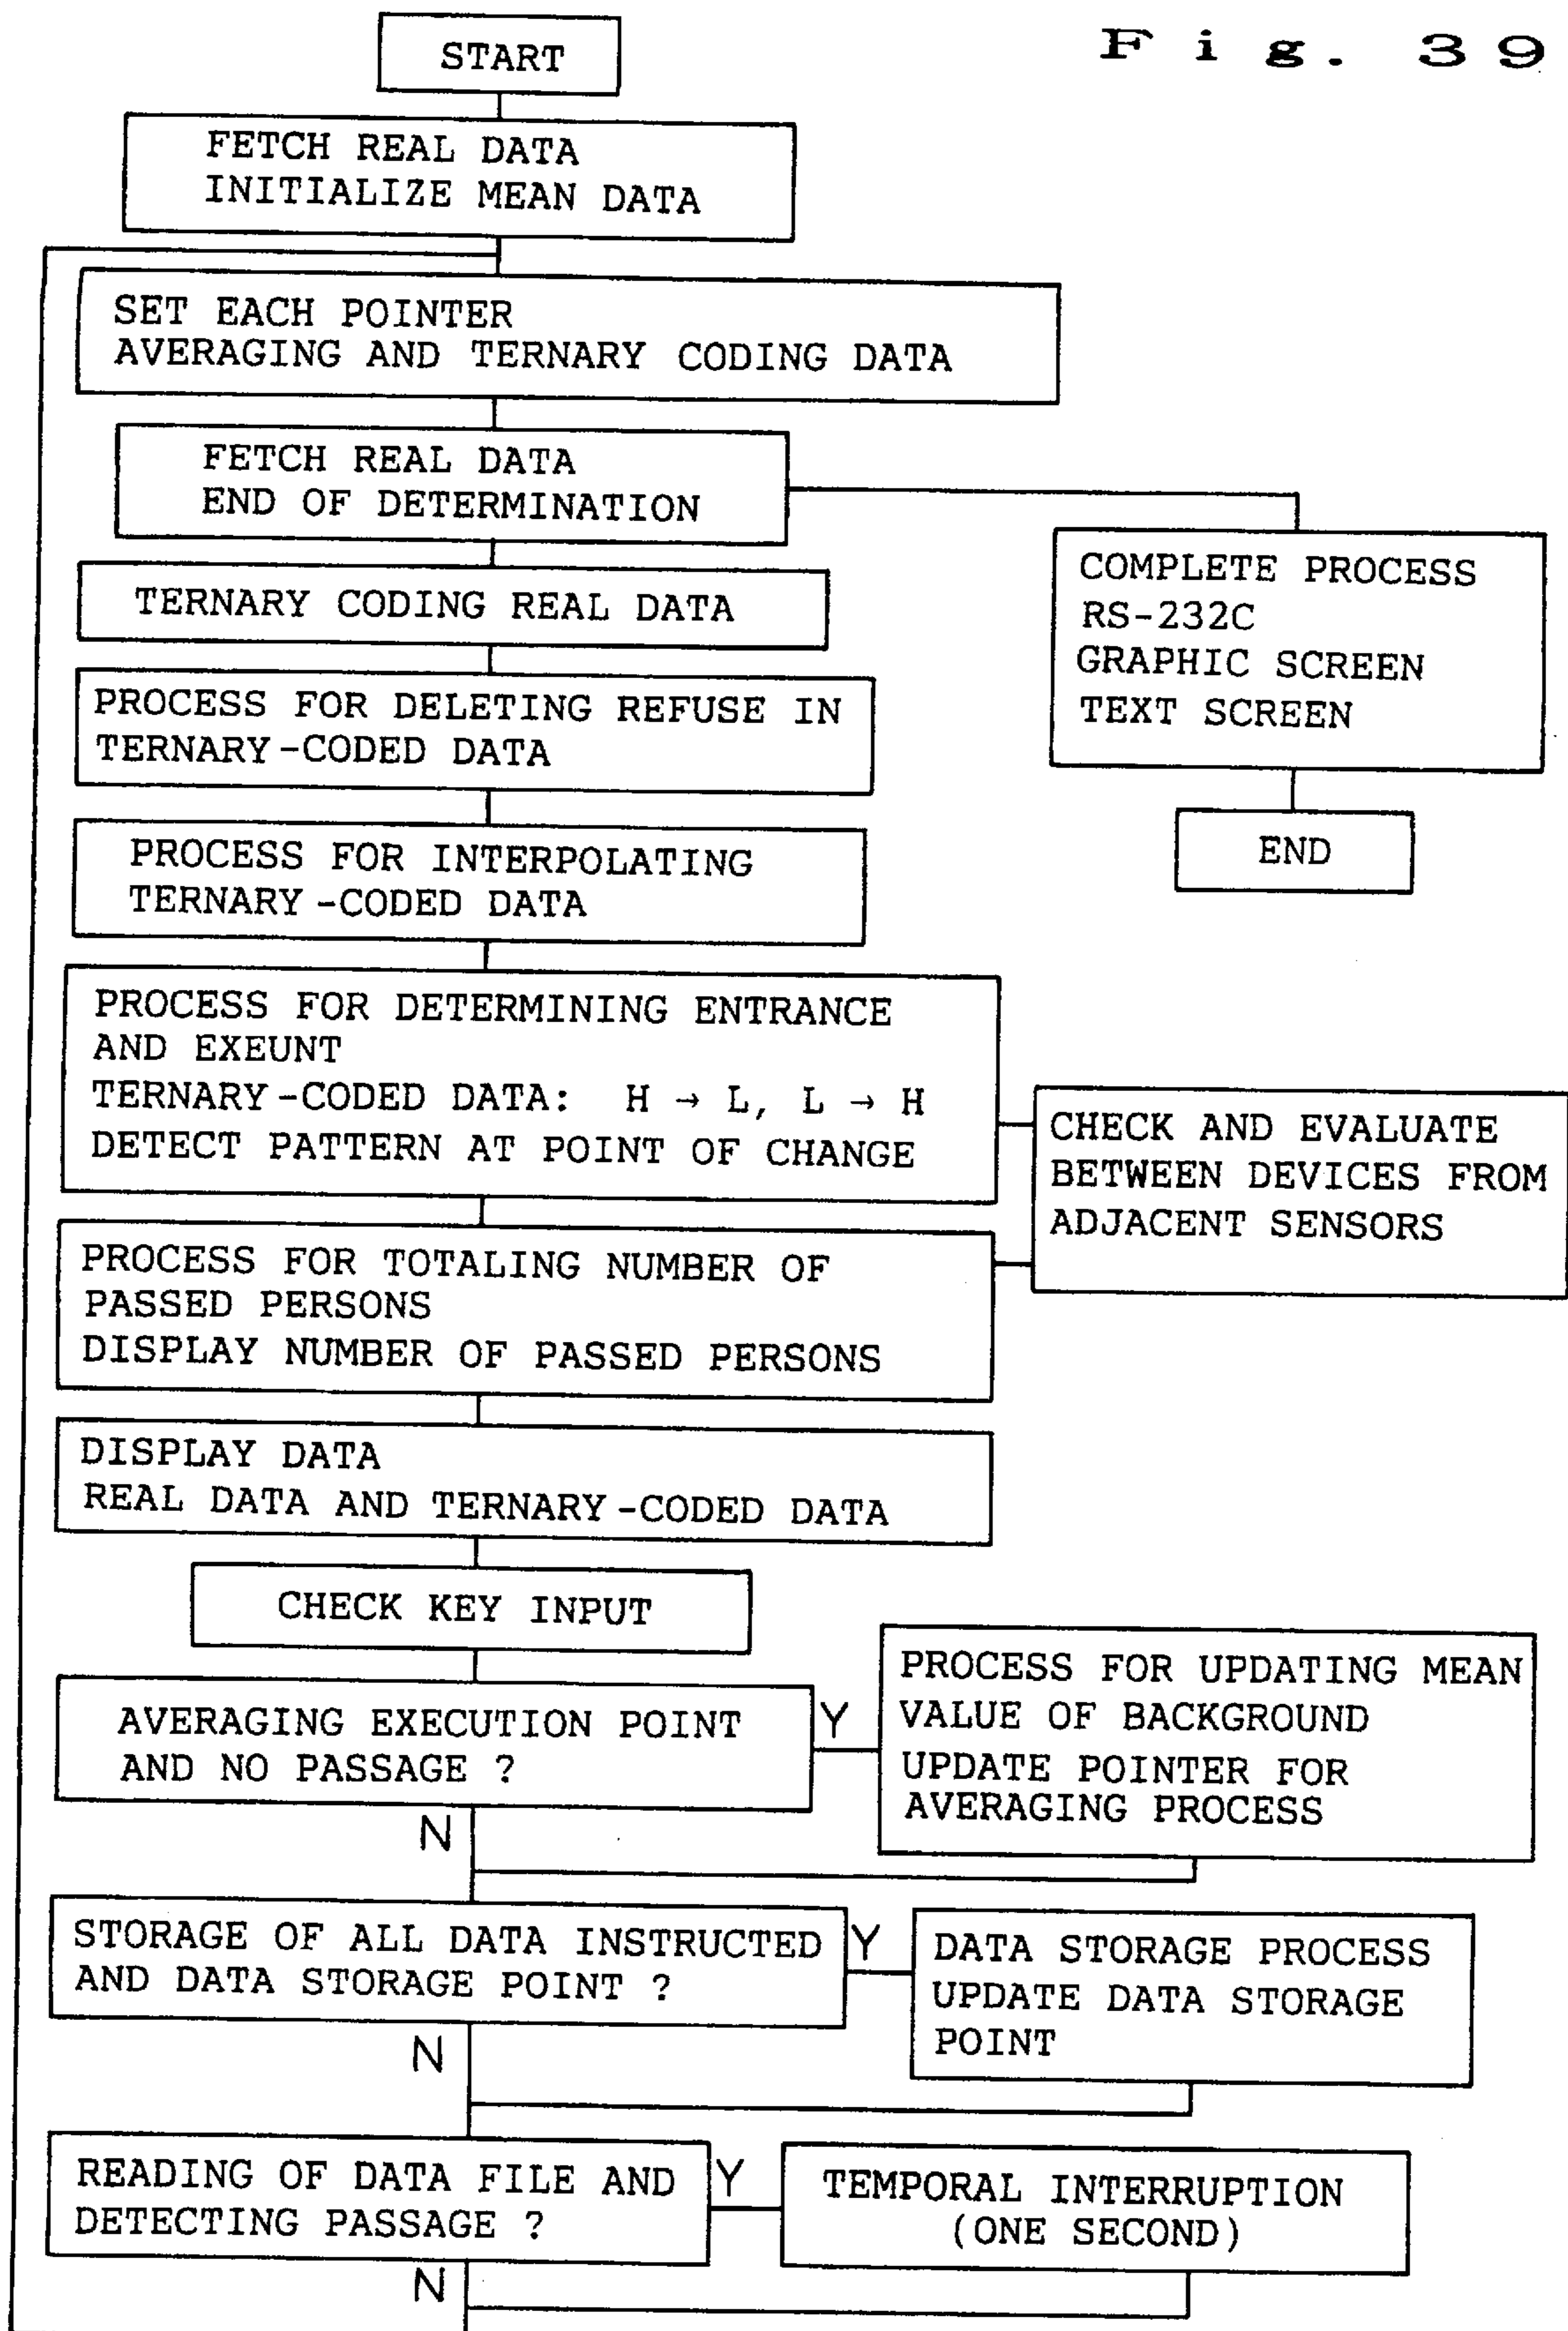 Fig. 39
START
FETCH REAL DATA
INITIALIZE MEAN DATA
SET EACH POINTER
AVERAGING AND TERNARY CODING DATA
FETCH REAL DATA
END OF DETERMINATION
COMPLETE PROCESS
RS-232C
GRAPHIC SCREEN
TEXT SCREEN
END
TERNARY CODING REAL DATA
PROCESS FOR DELETING REFUSE IN
TERNARY-CODED DATA
PROCESS FOR INTERPOLATING
TERNARY-CODED DATA
PROCESS FOR DETERMINING ENTRANCE
AND EXEUNT
TERNARY-CODED DATA: H → L, L → H
DETECT PATTERN AT POINT OF CHANGE
CHECK AND EVALUATE
BETWEEN DEVICES FROM
ADJACENT SENSORS
PROCESS FOR TOTALING NUMBER OF
PASSED PERSONS
DISPLAY NUMBER OF PASSED PERSONS
DISPLAY DATA
REAL DATA AND TERNARY-CODED DATA
CHECK KEY INPUT
AVERAGING EXECUTION POINT
AND NO PASSAGE ?
Y
PROCESS FOR UPDATING MEAN
VALUE OF BACKGROUND
UPDATE POINTER FOR
AVERAGING PROCESS
N
STORAGE OF ALL DATA INSTRUCTED
AND DATA STORAGE POINT ?
Y
DATA STORAGE PROCESS
UPDATE DATA STORAGE
POINT
N
READING OF DATA FILE AND
DETECTING PASSAGE ?
Y
TEMPORAL INTERRUPTION
(ONE SECOND)
N